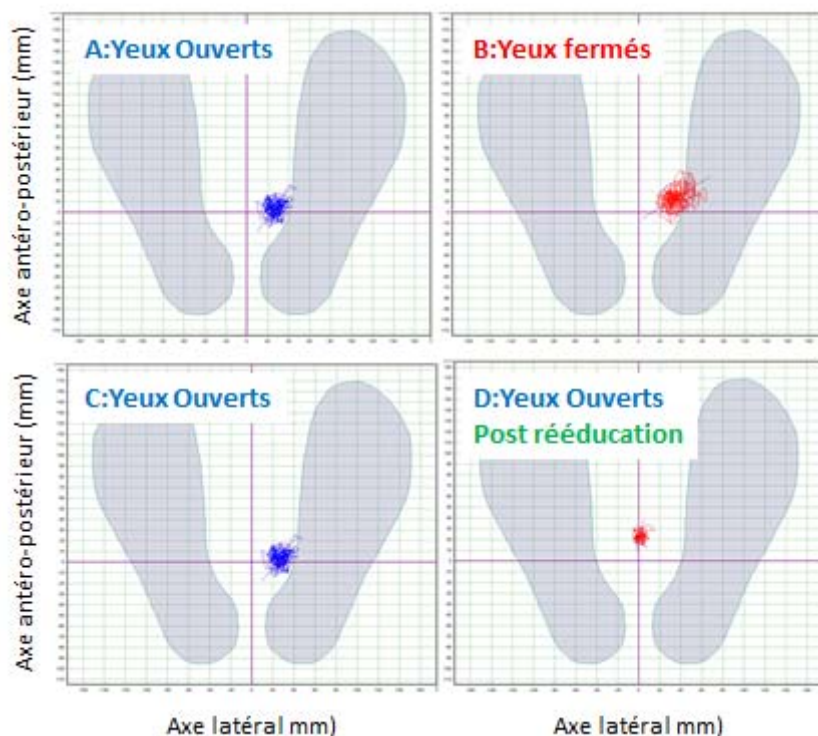 A:Yeux Ouverts
B:Yeux fermés
Axe antéro-postérieur (mm)
C:Yeux Ouverts
D:Yeux Ouverts
Post rééducation
Axe antéro-postérieur (mm)
Axe latéral mm)
Axe latéral mm)